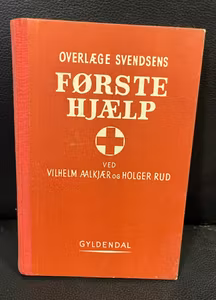 OVERLÆGE SVENDSENS
FØRSTE
HJÆLP
VED
VILHELM AALKJÆR OG HOLGER RUD
GYLDENDAL